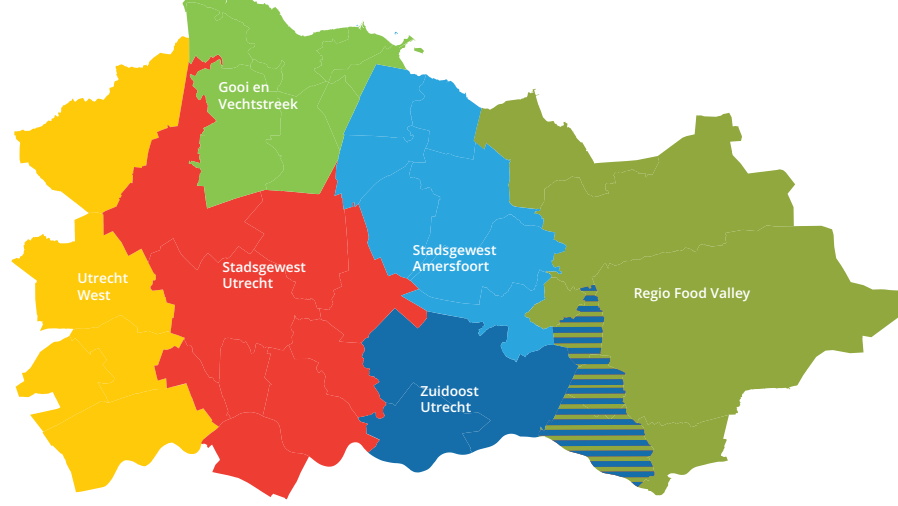 Gooi en
Vechtstreek
Stadsgewest
Amersfoort
Utrecht
West
Stadsgewest
Utrecht
Regio Food Valley
Zuidoost
Utrecht